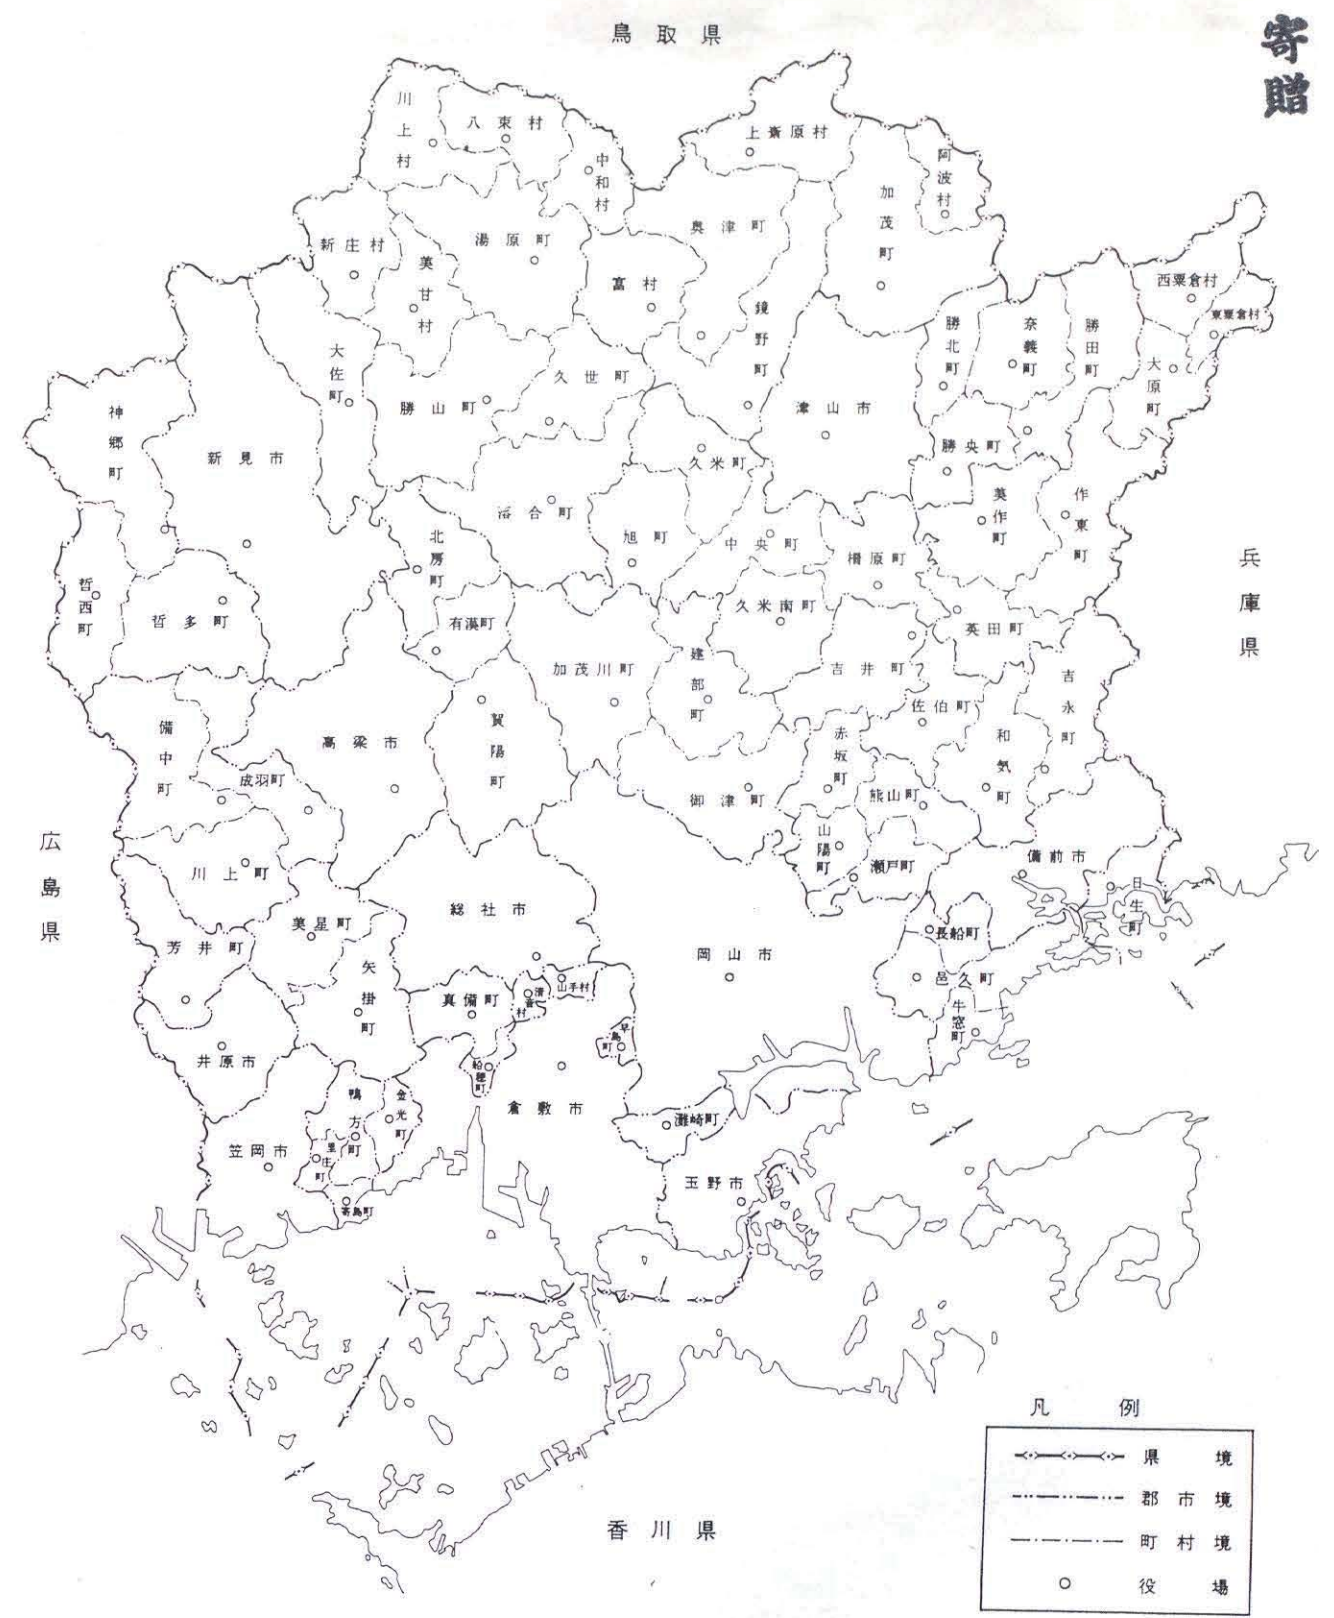 寄贈
鳥取県
川上村
八束村
中和村
上斎原村
阿波村
加茂町
奥津町
湯原町
新庄村
美甘村
富村
鏡野町
西粟倉村
東粟倉村
勝北町
奈義町
勝田町
大原町
大佐町
久世町
勝山町
津山市
神郷町
新見市
久米町
勝央町
落合町
旭町
中央町
柵原町
美作町
作東町
北房町
兵庫県
哲西町
哲多町
有漢町
久米南町
英田町
加茂川町
建部町
吉井町
佐伯町
吉永町
備中町
高梁市
賀陽町
赤坂町
和気町
成羽町
御津町
熊山町
山陽町
瀬戸町
備前市
日生町
広島県
川上町
総社市
美星町
芳井町
岡山市
長船町
邑久町
牛窓町
矢掛町
真備町
清音村
山手村
早島町
井原市
船穂町
倉敷市
鴨方町
金光町
灘崎町
笠岡市
里庄町
玉野市
寄島町
香川県
凡例
県境
郡市境
町村境
役場